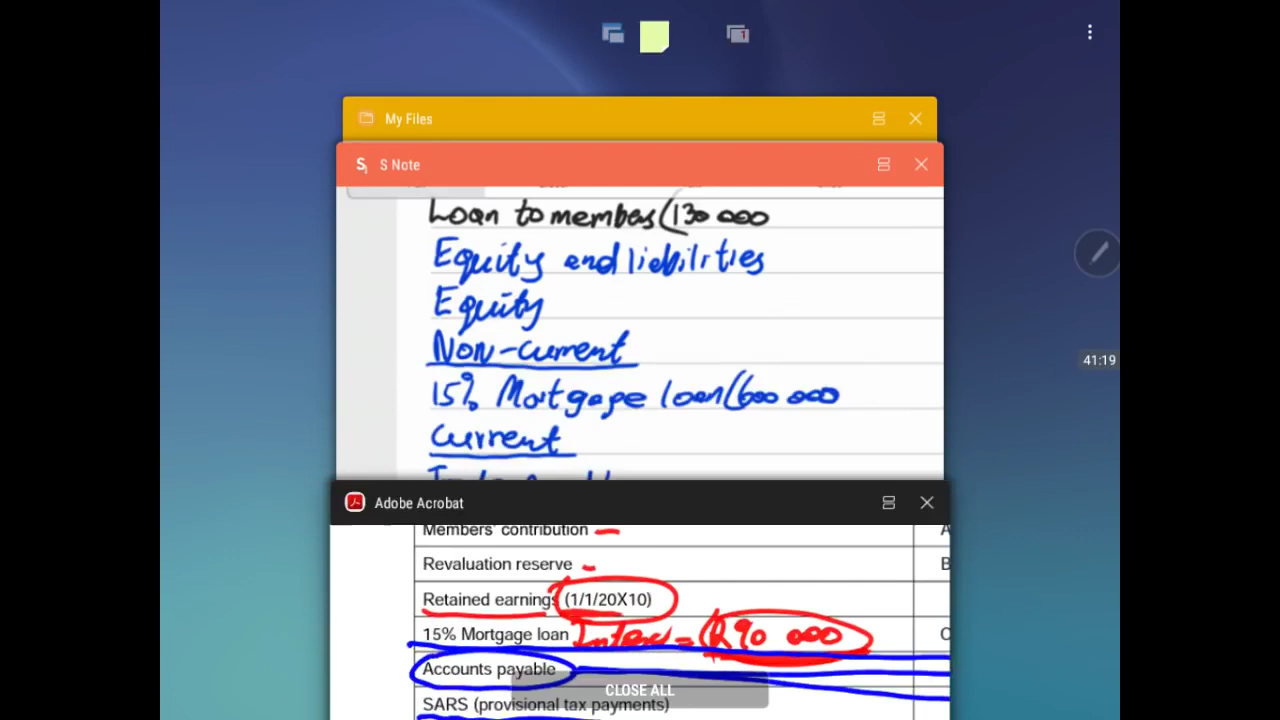 1
My Files
S Note
Loan to members (130 000
Equity and liabilities
Equity
Non-current
15% Mortgage loan (600 000
Current
41:19
Adobe Acrobat
Members' contribution
Revaluation reserve
Retained earnings (1/1/20X10)
15% Mortgage loan = R90 000
Accounts payable
CLOSE ALL
SARS (provisional tax payments)